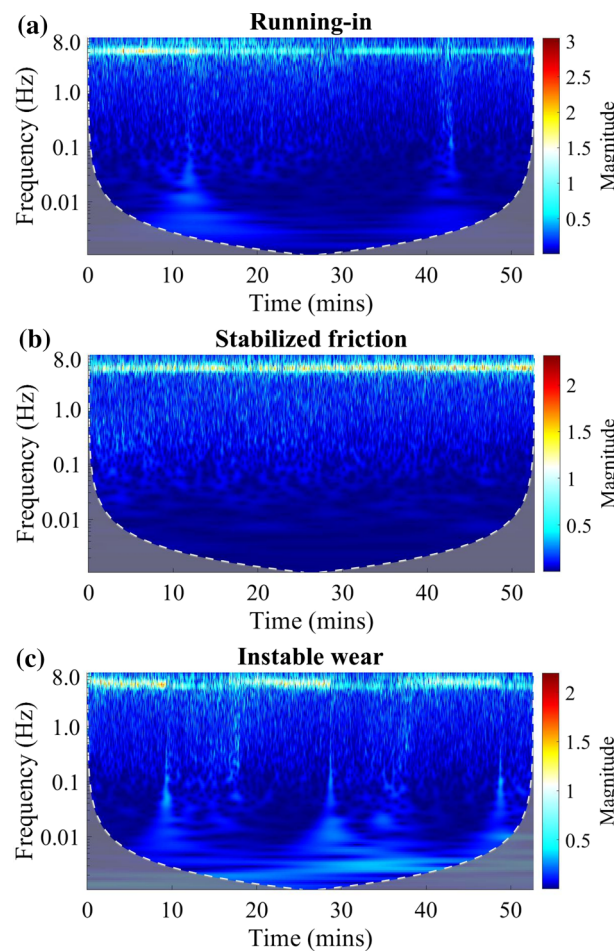 (a) Running-in
Frequency (Hz)
8.0
1.0
0.1
0.01
0 10 20 30 40 50
Time (mins)
3
2.5
2
1.5
1
0.5
Magnitude
(b) Stabilized friction
Frequency (Hz)
8.0
1.0
0.1
0.01
0 10 20 30 40 50
Time (mins)
2
1.5
1
0.5
Magnitude
(c) Instable wear
Frequency (Hz)
8.0
1.0
0.1
0.01
0 10 20 30 40 50
Time (mins)
2
1.5
1
0.5
Magnitude